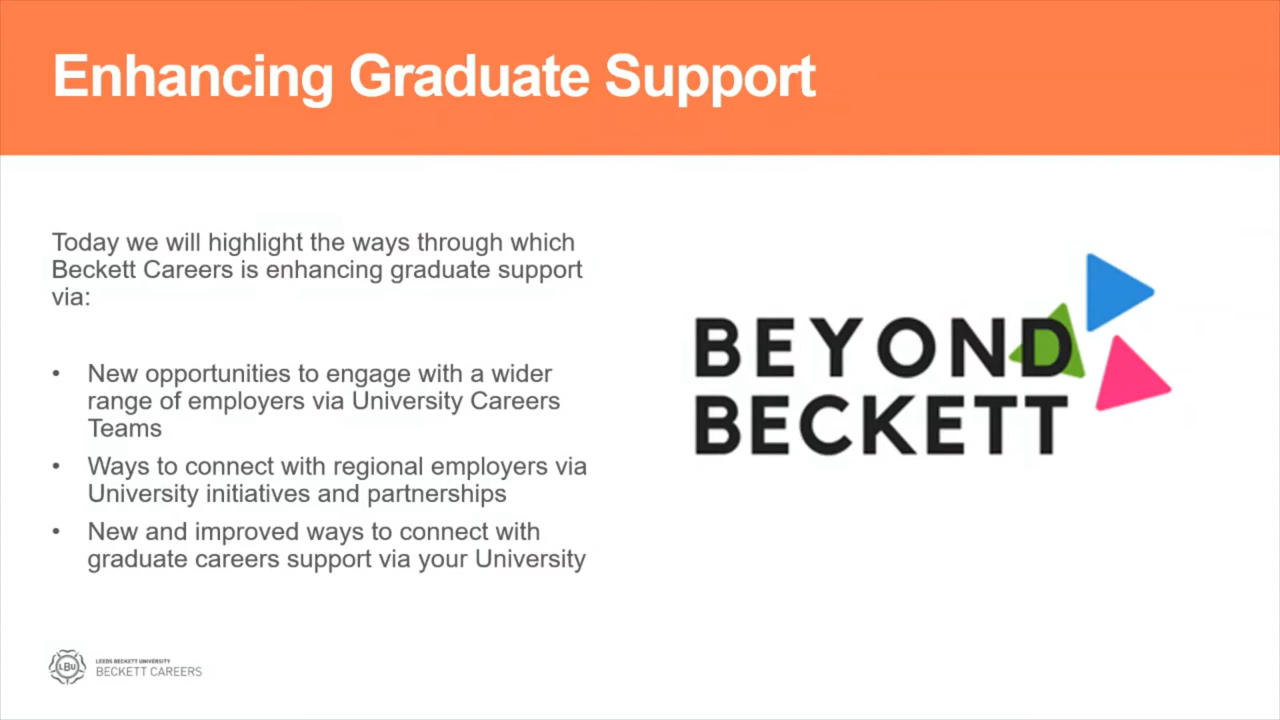 Enhancing Graduate Support
Today we will highlight the ways through which
Beckett Careers is enhancing graduate support
via:
• New opportunities to engage with a wider
range of employers via University Careers
Teams
• Ways to connect with regional employers via
University initiatives and partnerships
• New and improved ways to connect with
graduate careers support via your University
BEYOND
BECKETT
LBU
LEEDS BECKETT UNIVERSITY
BECKETT CAREERS